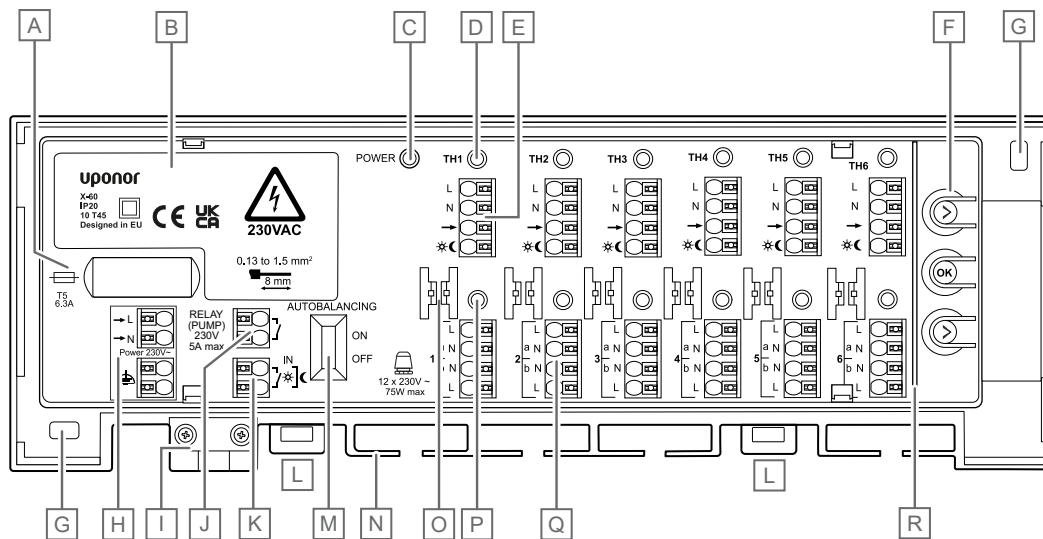 A
B
C
D
E
F
G
POWER
TH1
TH2
TH3
TH4
TH5
TH6
uponor
X-60
IP20
10 T45
Designed in EU
CE
UK
CA
230VAC
0.13 to 1.5 mm²
8 mm
T5
6.3A
L
N
L
N
L
N
L
N
L
N
L
N
OK
RELAY
(PUMP)
230V
5A max
AUTOBALANCING
ON
OFF
L
N
Power 230V~
IN
12 x 230V ~
75W max
1
a
b
L
N
N
L
2
a
b
L
N
N
L
3
a
b
L
N
N
L
4
a
b
L
N
N
L
5
a
b
L
N
N
L
6
a
b
L
N
N
L
L
L
G
H
I
J
K
M
N
O
P
Q
R